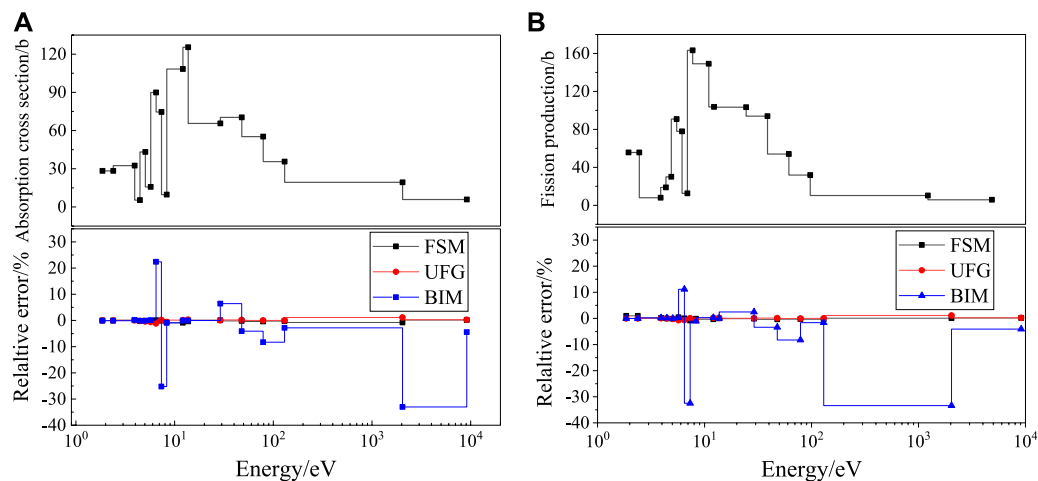 A
Absorption cross section/b
120
90
60
30
0
Relaltive error/%
30
20
10
0
-10
-20
-30
-40
FSM
UFG
BIM
10^0
10^1
10^2
10^3
10^4
Energy/eV
B
Fission production/b
160
120
80
40
0
Relaltive error/%
30
20
10
0
-10
-20
-30
-40
FSM
UFG
BIM
10^0
10^1
10^2
10^3
10^4
Energy/eV